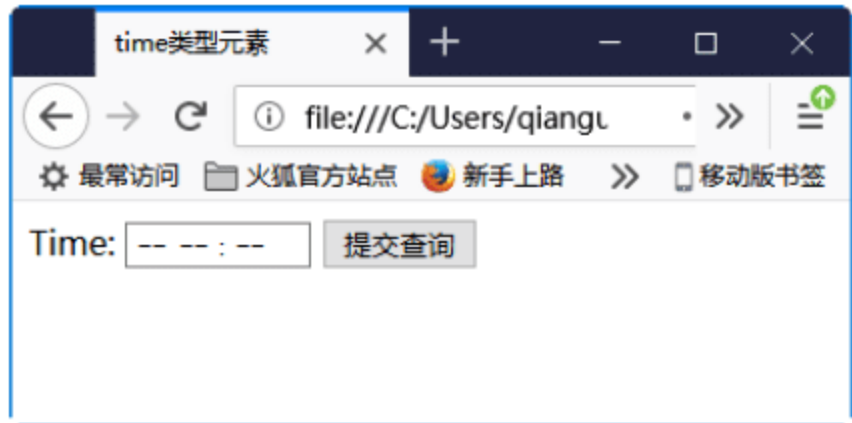 time类型元素
file:///C:/Users/qiangu
最常访问 火狐官方站点 新手上路 移动版书签
Time: -- -- : -- 提交查询